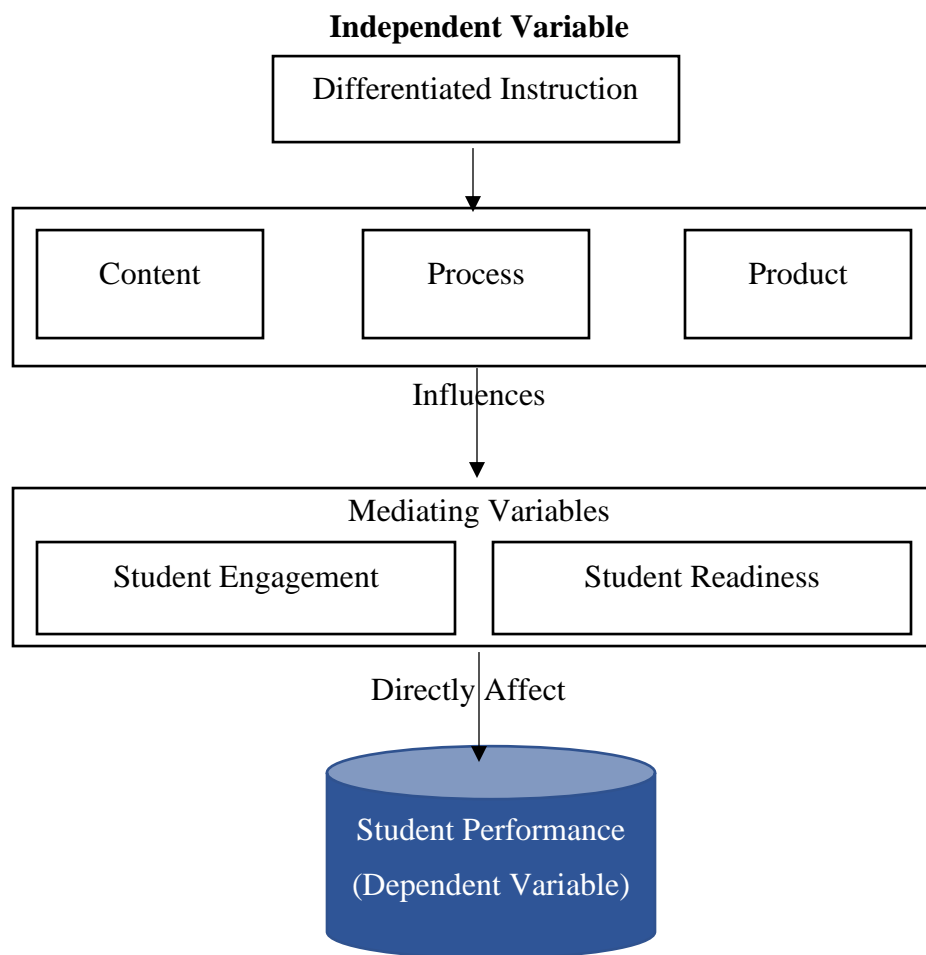 Independent Variable
Differentiated Instruction
Content
Process
Product
Influences
Mediating Variables
Student Engagement
Student Readiness
Directly Affect
Student Performance
(Dependent Variable)